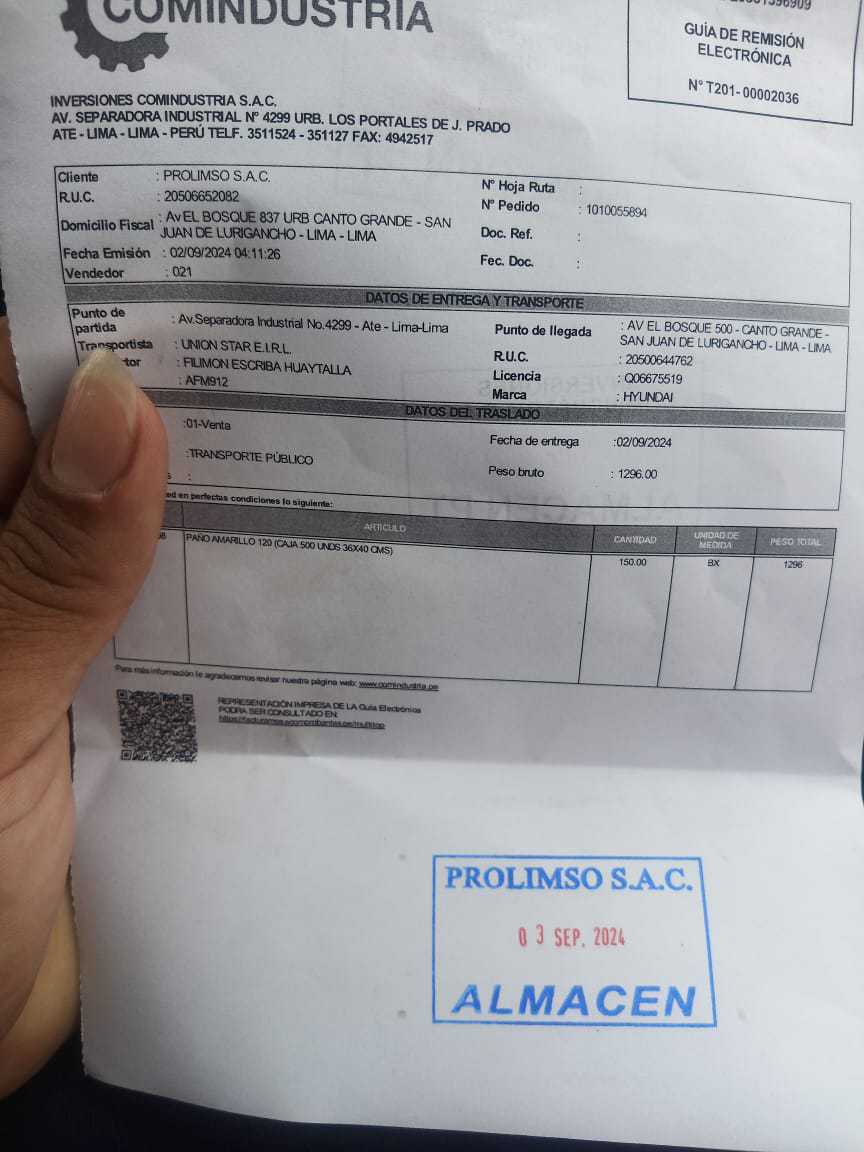 COMINDUSTRIA
GUÍA DE REMISIÓN
ELECTRÓNICA
N° T201- 00002036
INVERSIONES COMINDUSTRIA S.A.C.
AV. SEPARADORA INDUSTRIAL N° 4299 URB. LOS PORTALES DE J. PRADO
ATE - LIMA - LIMA - PERÚ TELF. 3511524 - 351127 FAX: 4942517
Cliente : PROLIMSO S.A.C.
R.U.C. : 20506652082
Domicilio Fiscal : Av EL BOSQUE 837 URB CANTO GRANDE - SAN
JUAN DE LURIGANCHO - LIMA - LIMA
Fecha Emisión : 02/09/2024 04:11:26
Vendedor : 021
N° Hoja Ruta :
N° Pedido : 1010055894
Doc. Ref. :
Fec. Doc. :
DATOS DE ENTREGA Y TRANSPORTE
Punto de
partida : Av.Separadora Industrial No.4299 - Ate - Lima-Lima
Transportista : UNION STAR E.I.R.L.
: FILIMON ESCRIBA HUAYTALLA
: AFM912
Punto de llegada : AV EL BOSQUE 500 - CANTO GRANDE -
SAN JUAN DE LURIGANCHO - LIMA - LIMA
R.U.C. : 20500644762
Licencia : Q06675519
Marca : HYUNDAI
DATOS DEL TRASLADO
:01-Venta
:TRANSPORTE PÚBLICO
:
Fecha de entrega :02/09/2024
Peso bruto : 1296.00
en perfectas condiciones lo siguiente:
ARTICULO CANTIDAD UNIDAD DE MEDIDA PESO TOTAL
PAÑO AMARILLO 120 (CAJA 500 UNDS 36X40 CMS) 150.00 BX 1296
Para más información le agradecemos revisar nuestra página web: www.comindustria.pe
REPRESENTACIÓN IMPRESA DE LA Guía Electrónica
PODRA SER CONSULTADO EN:
PROLIMSO S.A.C.
03 SEP. 2024
ALMACEN